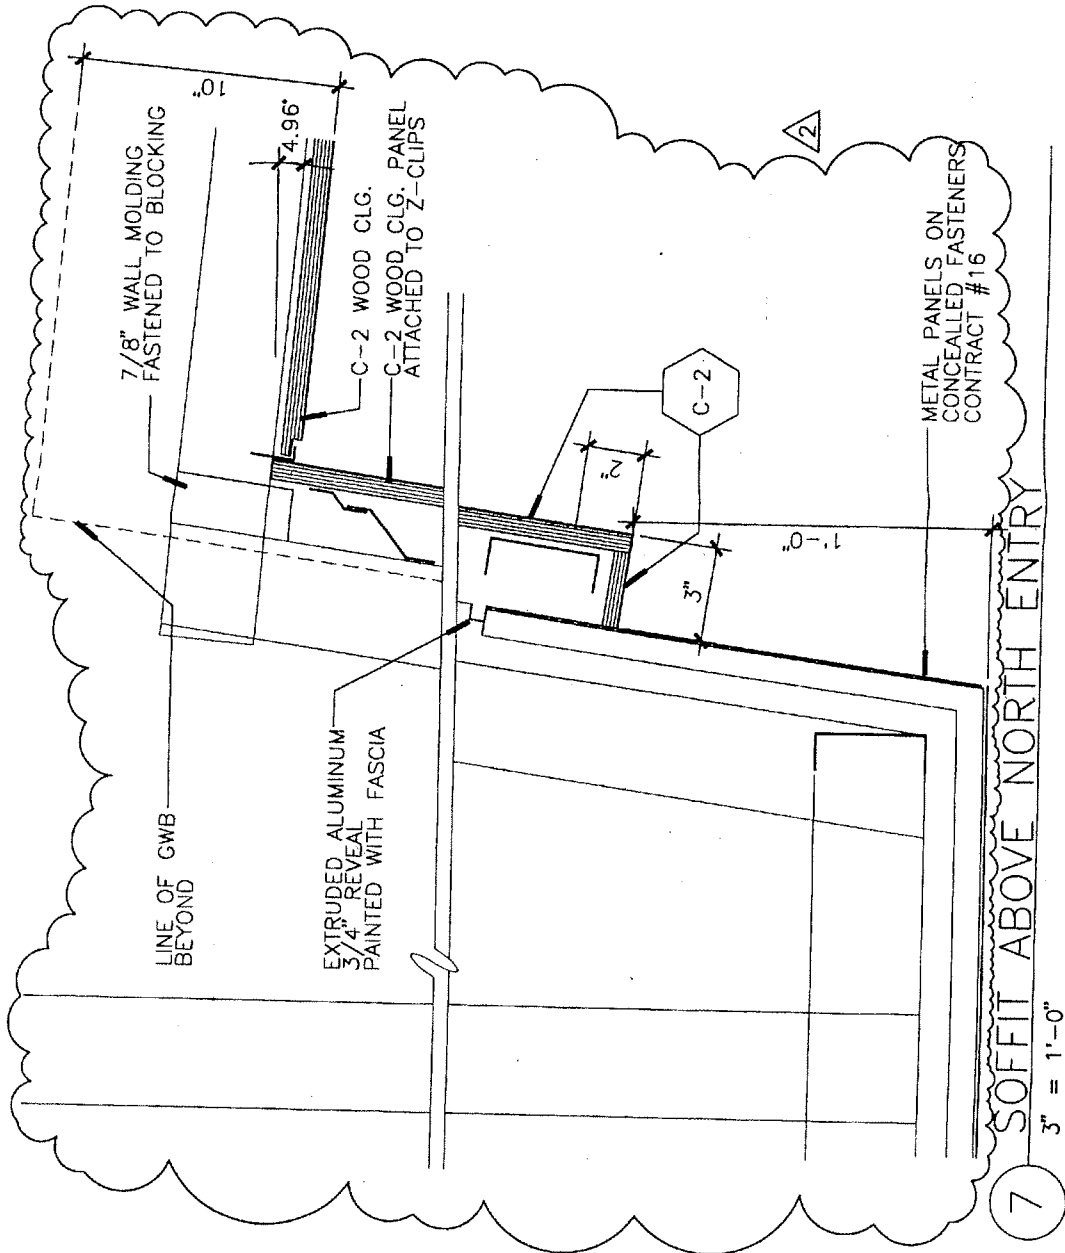 LINE OF GWB
BEYOND
7/8" WALL MOLDING
FASTENED TO BLOCKING
10"
4.96°
EXTRUDED ALUMINUM
3/4" REVEAL
PAINTED WITH FASCIA
C-2 WOOD CLG.
C-2 WOOD CLG. PANEL
ATTACHED TO Z-CLIPS
C-2
2"
3"
1'-0"
2
METAL PANELS ON
CONCEALLED FASTENERS
CONTRACT #16
7
SOFFIT ABOVE NORTH ENTRY
3" = 1'-0"